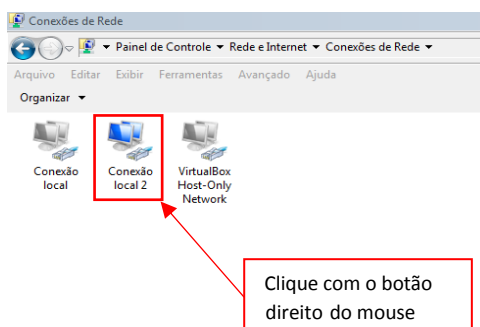 Conexões de Rede
Painel de Controle Rede e Internet Conexões de Rede
Arquivo Editar Exibir Ferramentas Avançado Ajuda
Organizar
Conexão local
Conexão local 2
VirtualBox Host-Only Network
Clique com o botão
direito do mouse